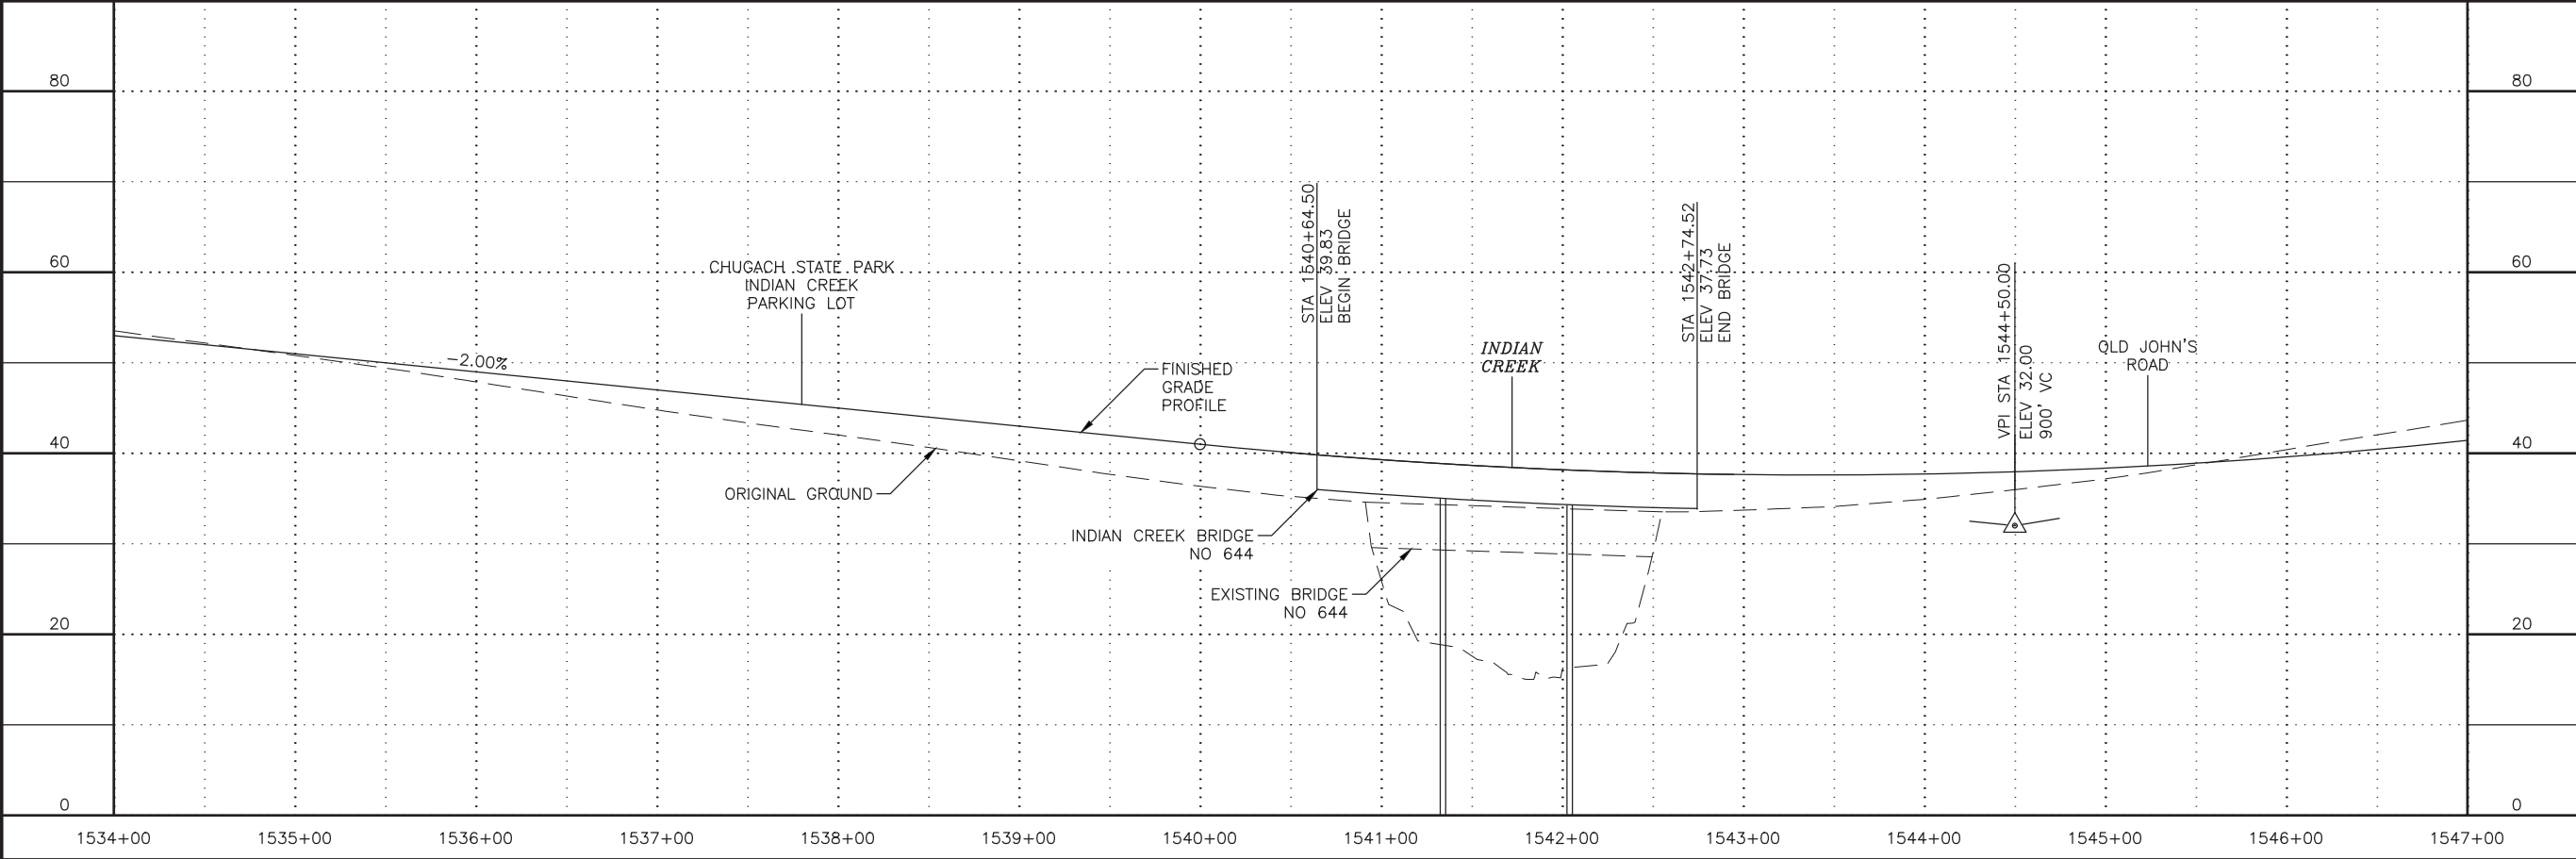 80
80
STA 1540+64.50
ELEV 39.83
BEGIN BRIDGE
STA 1542+74.52
ELEV 37.73
END BRIDGE
60
60
CHUGACH STATE PARK
INDIAN CREEK
PARKING LOT
VPI STA 1544+50.00
ELEV 32.00
900' VC
-2.00%
FINISHED
GRADE
PROFILE
INDIAN
CREEK
OLD JOHN'S
ROAD
40
40
ORIGINAL GROUND
INDIAN CREEK BRIDGE
NO 644
EXISTING BRIDGE
NO 644
20
20
0
0
1534+00
1535+00
1536+00
1537+00
1538+00
1539+00
1540+00
1541+00
1542+00
1543+00
1544+00
1545+00
1546+00
1547+00